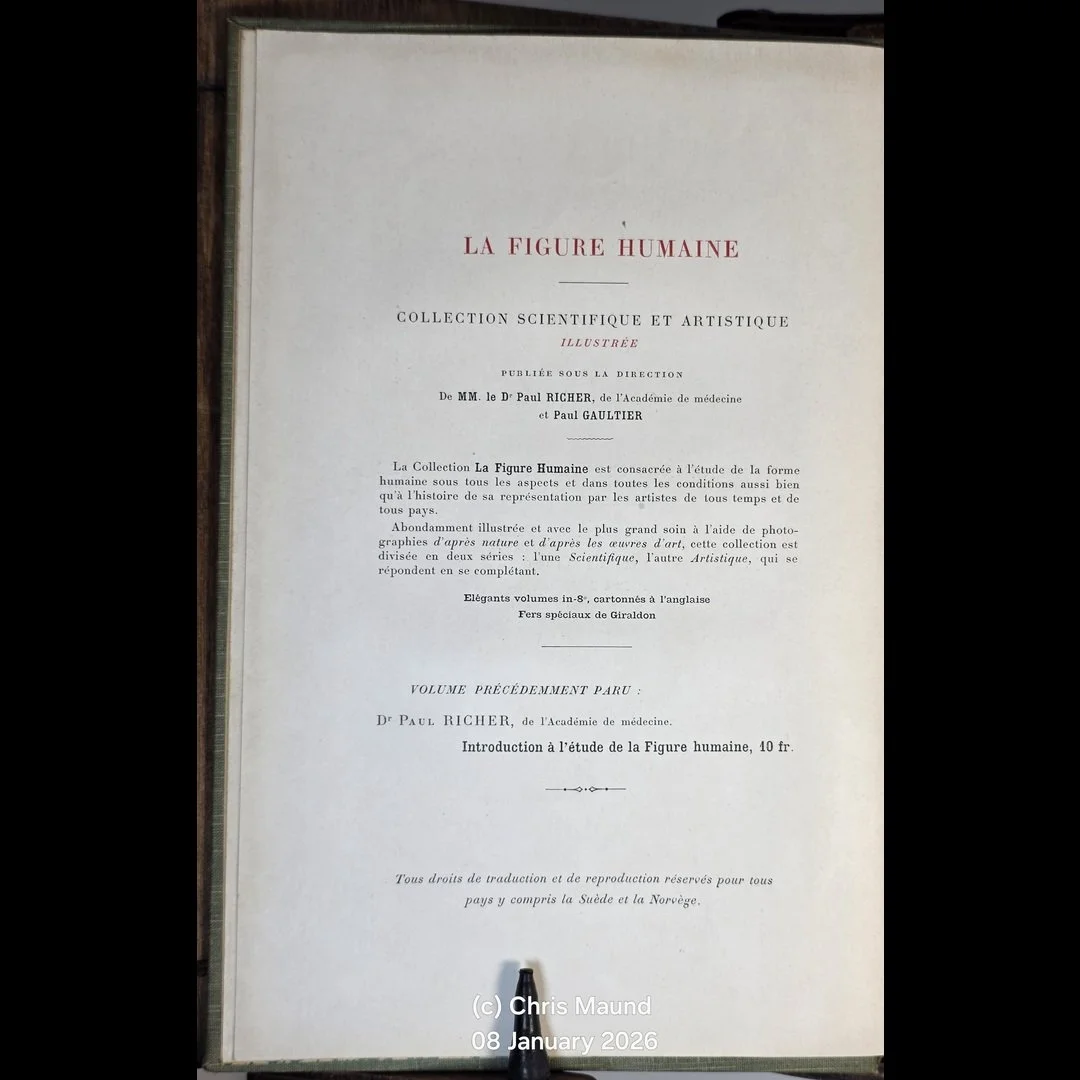 LA FIGURE HUMAINE
COLLECTION SCIENTIFIQUE ET ARTISTIQUE
ILLUSTRÉE
PUBLIÉE SOUS LA DIRECTION
De MM. le Dr Paul RICHER, de l'Académie de médecine
et Paul GAULTIER
La Collection La Figure Humaine est consacrée à l'étude de la forme
humaine sous tous les aspects et dans toutes les conditions aussi bien
qu'à l'histoire de sa représentation par les artistes de tous temps et de
tous pays.
Abondamment illustrée et avec le plus grand soin à l'aide de photo-
graphies d'après nature et d'après les œuvres d'art, cette collection est
divisée en deux séries : l'une Scientifique, l'autre Artistique, qui se
répondent en se complétant.
Elégants volumes in-8°, cartonnés à l'anglaise
Fers spéciaux de Giraldon
VOLUME PRÉCÉDEMMENT PARU :
Dr PAUL RICHER, de l'Académie de médecine.
Introduction à l'étude de la Figure humaine, 10 fr.
Tous droits de traduction et de reproduction réservés pour tous
pays y compris la Suède et la Norvège.
(c) Chris Maund
08 January 2026